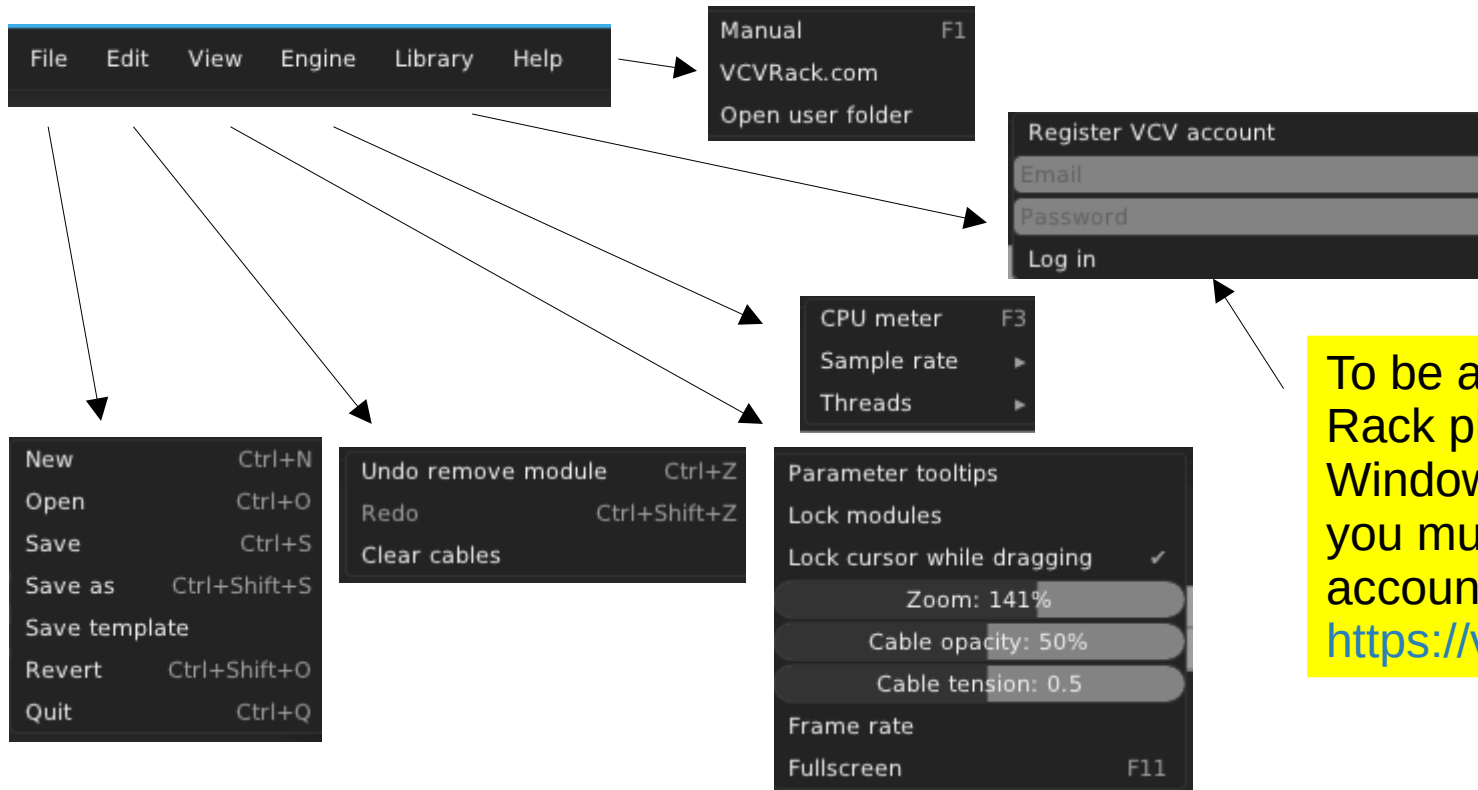 File Edit View Engine Library Help
Manual F1
VCVRack.com
Open user folder
Register VCV account
Email
Password
Log in
CPU meter F3
Sample rate ▸
Threads ▸
New Ctrl+N
Open Ctrl+O
Save Ctrl+S
Save as Ctrl+Shift+S
Save template
Revert Ctrl+Shift+O
Quit Ctrl+Q
Undo remove module Ctrl+Z
Redo Ctrl+Shift+Z
Clear cables
Parameter tooltips
Lock modules
Lock cursor while dragging ✔
Zoom: 141%
Cable opacity: 50%
Cable tension: 0.5
Frame rate
Fullscreen F11
To be
Rack
you
https://